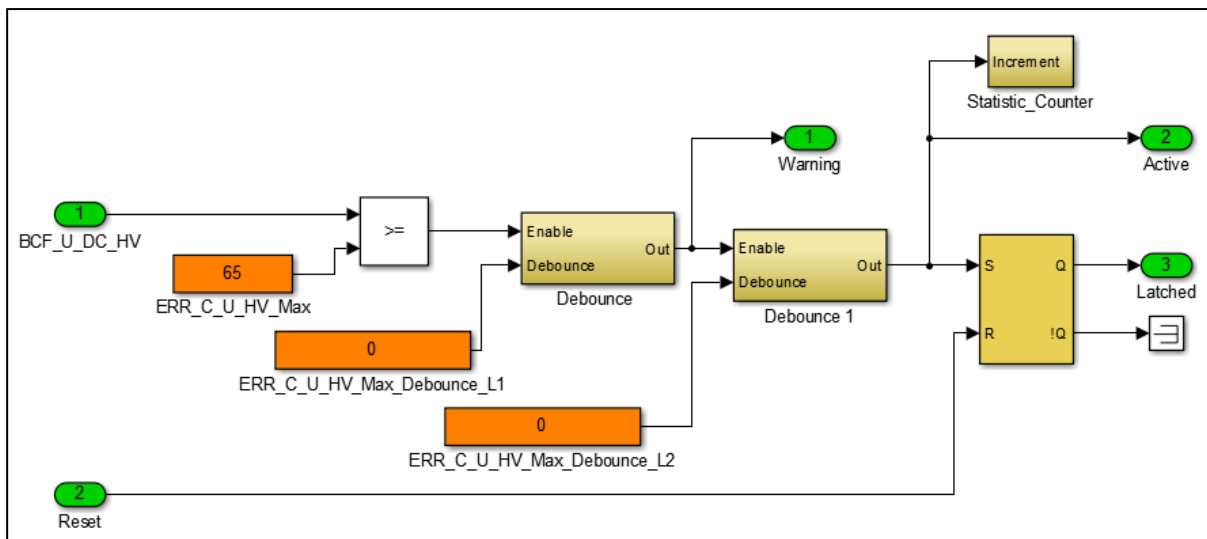 Increment
Statistic_Counter
1
Warning
2
Active
1
BCF_U_DC_HV
>=
65
ERR_C_U_HV_Max
Enable
Debounce
Out
Debounce
Enable
Debounce
Out
Debounce 1
S
R
Q
!Q
3
Latched
0
ERR_C_U_HV_Max_Debounce_L1
0
ERR_C_U_HV_Max_Debounce_L2
2
Reset